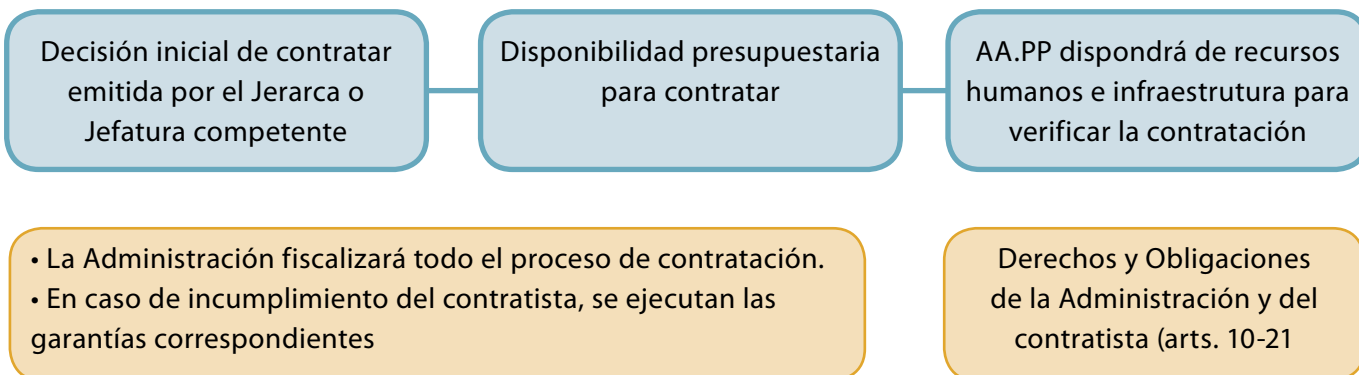 Decisión inicial de contratar
emitida por el Jerarca o
Jefatura competente
Disponibilidad presupuestaria
para contratar
AA.PP dispondrá de recursos
humanos e infraestrutura para
verificar la contratación
• La Administración fiscalizará todo el proceso de contratación.
• En caso de incumplimiento del contratista, se ejecutan las
garantías correspondientes
Derechos y Obligaciones
de la Administración y del
contratista (arts. 10-21